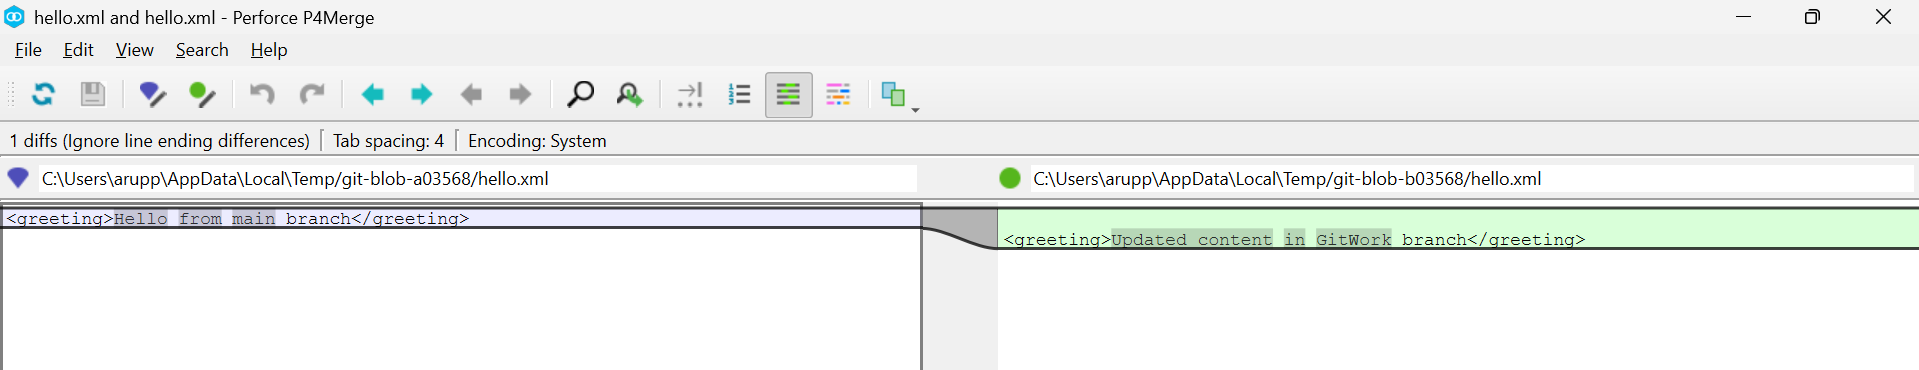 hello.xml and hello.xml - Perforce P4Merge
File Edit View Search Help
1 diffs (Ignore line ending differences) Tab spacing: 4 Encoding: System
C:\Users\arupp\AppData\Local\Temp/git-blob-a03568/hello.xml
C:\Users\arupp\AppData\Local\Temp/git-blob-b03568/hello.xml
<greeting>Hello from main branch</greeting>
<greeting>Updated content in GitWork branch</greeting>